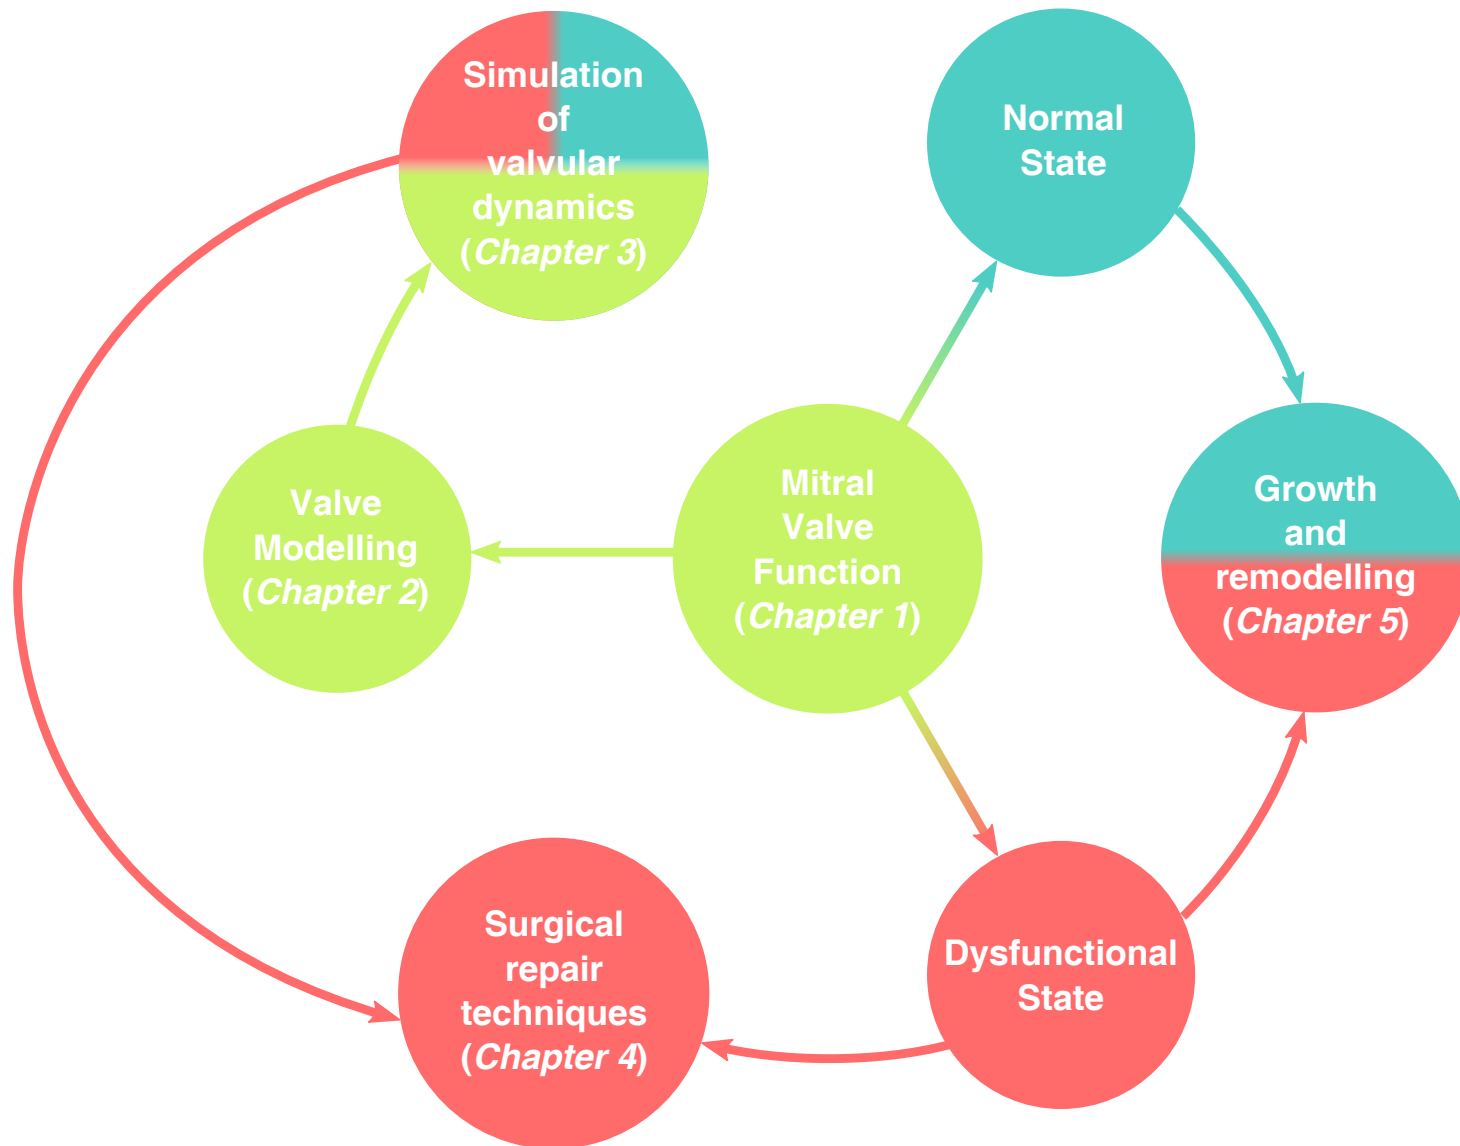 Simulation
of
valvular
dynamics
(Chapter 3)
Normal
State
Valve
Modelling
(Chapter 2)
Mitral
Valve
Function
(Chapter 1)
Growth
and
remodelling
(Chapter 5)
Surgical
repair
techniques
(Chapter 4)
Dysfunctional
State